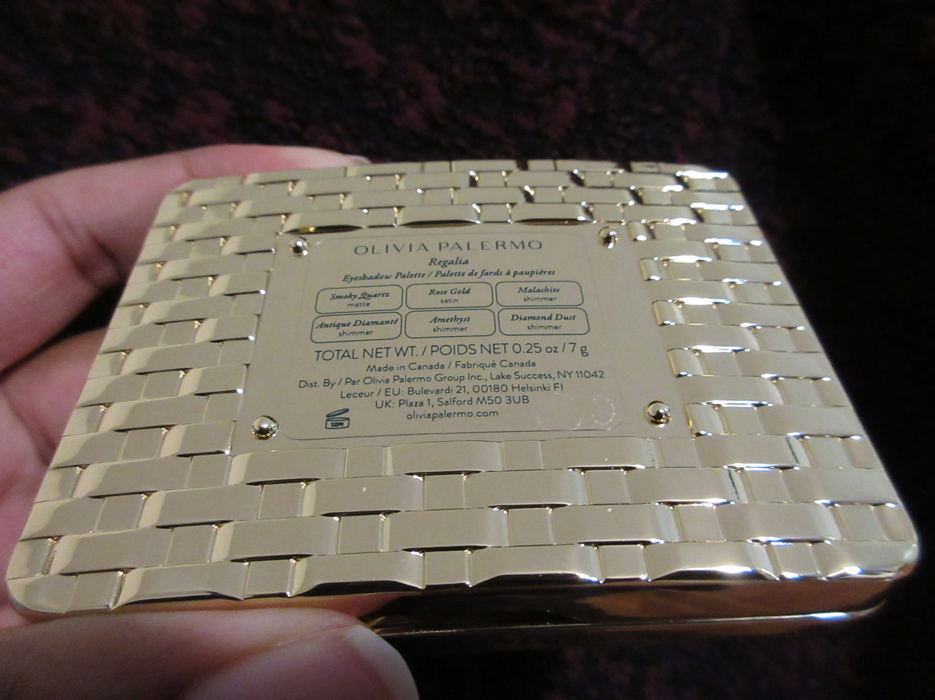 OLIVIA PALERMO
Regalia
Eyeshadow Palette / Palette de fards à paupières
Smoky Quartz
matte
Rose Gold
satin
Malachite
shimmer
Antique Diamanté
shimmer
Amethyst
shimmer
Diamond Dust
shimmer
TOTAL NET WT. / POIDS NET 0.25 oz / 7 g
Made in Canada / Fabriqué Canada
Dist. By / Par Olivia Palermo Group Inc., Lake Success, NY 11042
Leceur / EU: Bulevardi 21, 00180 Helsinki FI
UK: Plaza 1, Salford M50 3UB
oliviapalermo.com
12M